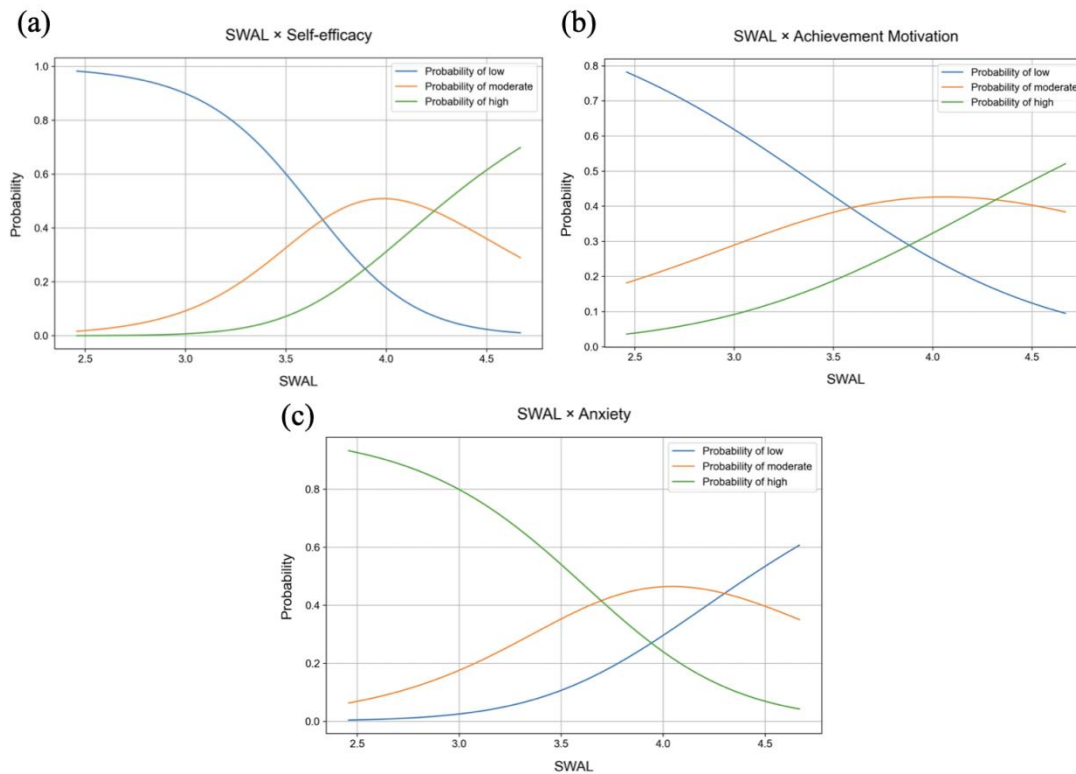 (a)
SWAL × Self-efficacy
Probability of low
Probability of moderate
Probability of high
Probability
1.0
0.8
0.6
0.4
0.2
0.0
2.5 3.0 3.5 4.0 4.5
SWAL
(b)
SWAL × Achievement Motivation
Probability of low
Probability of moderate
Probability of high
Probability
0.8
0.7
0.6
0.5
0.4
0.3
0.2
0.1
0.0
2.5 3.0 3.5 4.0 4.5
SWAL
(c)
SWAL × Anxiety
Probability of low
Probability of moderate
Probability of high
Probability
0.8
0.6
0.4
0.2
0.0
2.5 3.0 3.5 4.0 4.5
SWAL